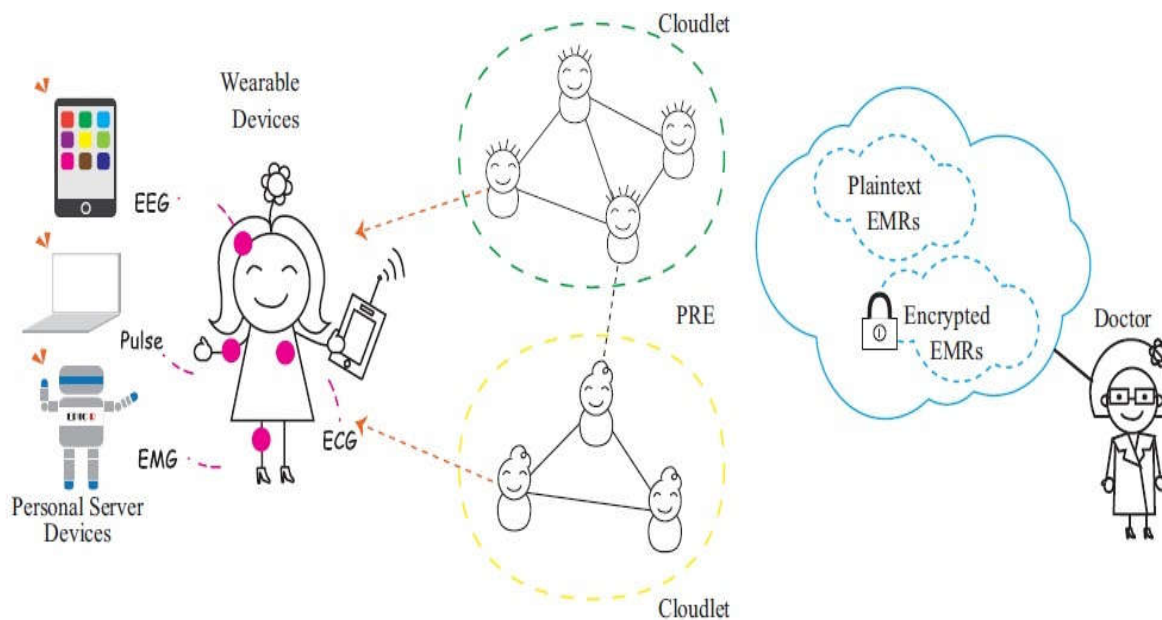 Cloudlet
Wearable
Devices
EEG
Pulse
EMG
ECG
Personal Server
Devices
PRE
Cloudlet
Plaintext
EMRs
Encrypted
EMRs
Doctor